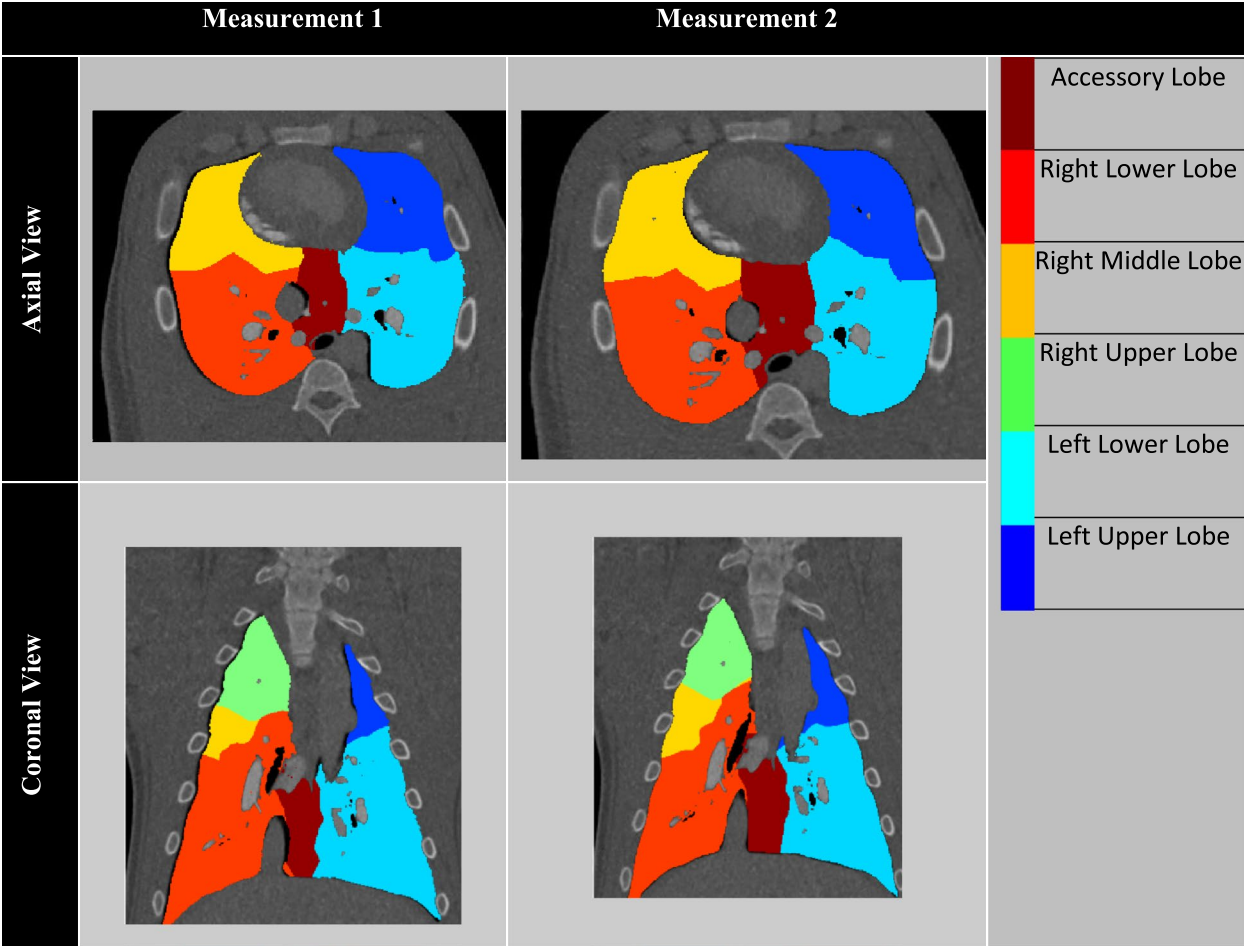 Measurement 1
Measurement 2
Axial View
Coronal View
Accessory Lobe
Right Lower Lobe
Right Middle Lobe
Right Upper Lobe
Left Lower Lobe
Left Upper Lobe